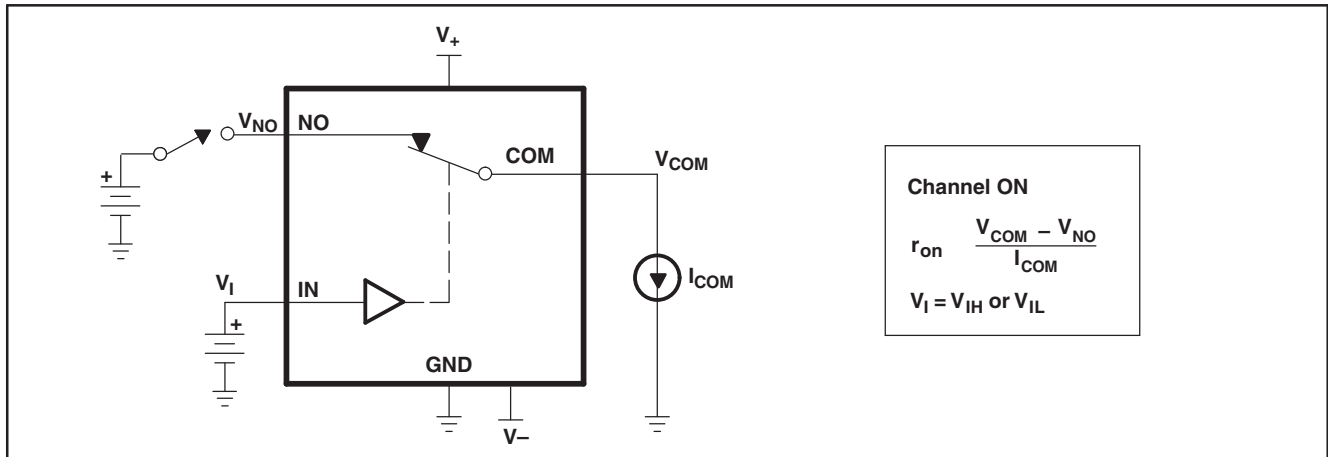 V+
VNO NO
COM VCOM
+
VI IN
+
ICOM
GND
V–
Channel ON
ron VCOM – VNO
ICOM
VI = VIH or VIL